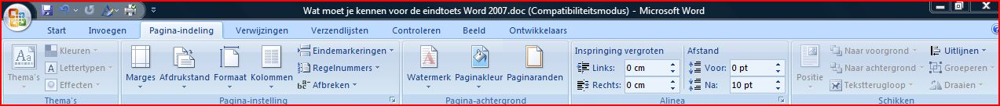 Wat moet je kennen voor de eindtoets Word 2007.doc (Compatibiliteitsmodus) - Microsoft Word
Start Invoegen Pagina-indeling Verwijzingen Verzendlijsten Controleren Beeld Ontwikkelaars
Aa
Thema's
Kleuren
Lettertypen
Effecten
Thema's
Marges
Afdrukstand
Formaat
Kolommen
Eindemarkeringen
Regelnummers
Afbreken
Pagina-instelling
Watermerk
Paginakleur
Paginaranden
Pagina-achtergrond
Inspringing vergroten
Links: 0 cm
Rechts: 0 cm
Afstand
Voor: 0 pt
Na: 10 pt
Alinea
Positie
Naar voorgrond
Naar achtergrond
Tekstterugloop
Uitlijnen
Groeperen
Draaien
Schikken